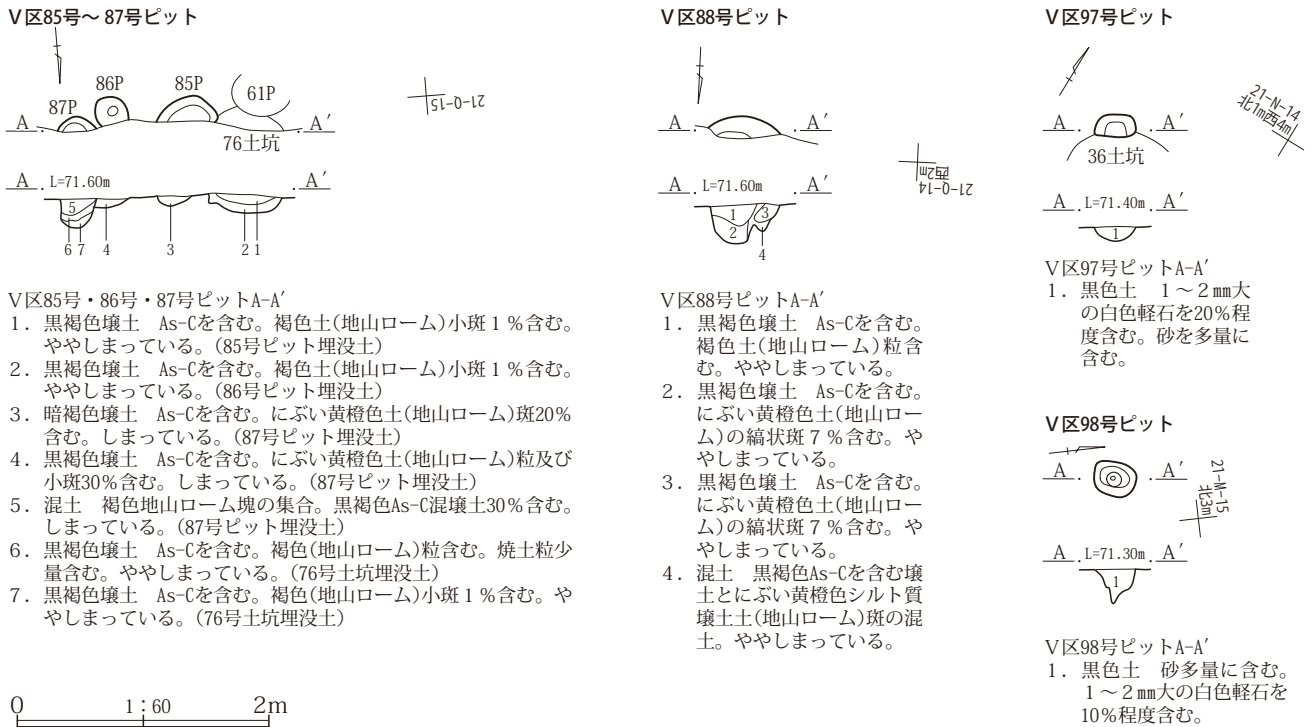 Ⅴ区85号～87号ピット
86P
85P
61P
87P
A
A′
76土坑
21-O-15
A
L=71.60m
A′
5
6 7 4 3 2 1
Ⅴ区85号・86号・87号ピットA-A′
1．黒褐色壌土　As-Cを含む。褐色土(地山ローム)小斑１%含む。
ややしまっている。(85号ピット埋没土)
2．黒褐色壌土　As-Cを含む。褐色土(地山ローム)小斑１%含む。
ややしまっている。(86号ピット埋没土)
3．暗褐色壌土　As-Cを含む。にぶい黄橙色土(地山ローム)斑20%
含む。しまっている。(87号ピット埋没土)
4．黒褐色壌土　As-Cを含む。にぶい黄橙色土(地山ローム)粒及び
小斑30%含む。しまっている。(87号ピット埋没土)
5．混土　褐色地山ローム塊の集合。黒褐色As-C混壌土30%含む。
しまっている。(87号ピット埋没土)
6．黒褐色壌土　As-Cを含む。褐色(地山ローム)粒含む。焼土粒少
量含む。ややしまっている。(76号土坑埋没土)
7．黒褐色壌土　As-Cを含む。褐色(地山ローム)小斑１%含む。や
やしまっている。(76号土坑埋没土)
0 1：60 2m
Ⅴ区88号ピット
A
A′
21-O-14
西2m
A
L=71.60m
A′
1
3
2
4
Ⅴ区88号ピットA-A′
1．黒褐色壌土　As-Cを含む。
褐色土(地山ローム)粒含
む。ややしまっている。
2．黒褐色壌土　As-Cを含む。
にぶい黄橙色土(地山ロー
ム)の縞状斑７%含む。や
やしまっている。
3．黒褐色壌土　As-Cを含む。
にぶい黄橙色土(地山ロー
ム)の縞状斑７%含む。や
やしまっている。
4．混土　黒褐色As-Cを含む壌
土とにぶい黄橙色シルト質
壌土土(地山ローム)斑の混
土。ややしまっている。
Ⅴ区97号ピット
21-N-14
北1m西4m
A
A′
36土坑
A
L=71.40m
A′
1
Ⅴ区97号ピットA-A′
1．黒色土　１～２㎜大
の白色軽石を20%程
度含む。砂を多量に
含む。
Ⅴ区98号ピット
A
A′
21-M-15
北3m
A
L=71.30m
A′
1
Ⅴ区98号ピットA-A′
1．黒色土　砂多量に含む。
１～２㎜大の白色軽石を
10%程度含む。